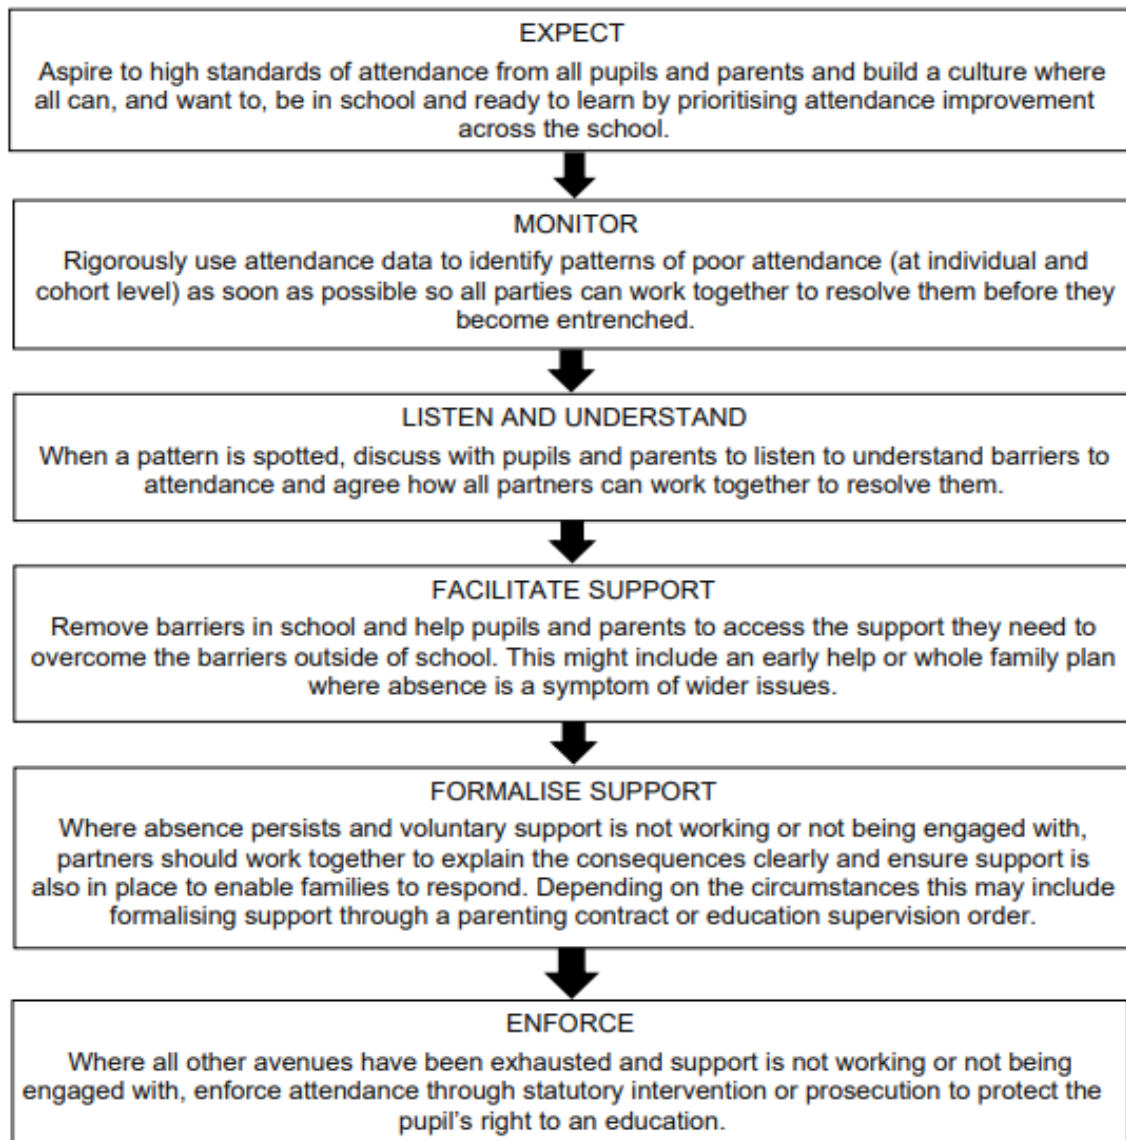 EXPECT
Aspire to high standards of attendance from all pupils and parents and build a culture where
all can, and want to, be in school and ready to learn by prioritising attendance improvement
across the school.
MONITOR
Rigorously use attendance data to identify patterns of poor attendance (at individual and
cohort level) as soon as possible so all parties can work together to resolve them before they
become entrenched.
LISTEN AND UNDERSTAND
When a pattern is spotted, discuss with pupils and parents to listen to understand barriers to
attendance and agree how all partners can work together to resolve them.
FACILITATE SUPPORT
Remove barriers in school and help pupils and parents to access the support they need to
overcome the barriers outside of school. This might include an early help or whole family plan
where absence is a symptom of wider issues.
FORMALISE SUPPORT
Where absence persists and voluntary support is not working or not being engaged with,
partners should work together to explain the consequences clearly and ensure support is
also in place to enable families to respond. Depending on the circumstances this may include
formalising support through a parenting contract or education supervision order.
ENFORCE
Where all other avenues have been exhausted and support is not working or not being
engaged with, enforce attendance through statutory intervention or prosecution to protect the
pupil's right to an education.